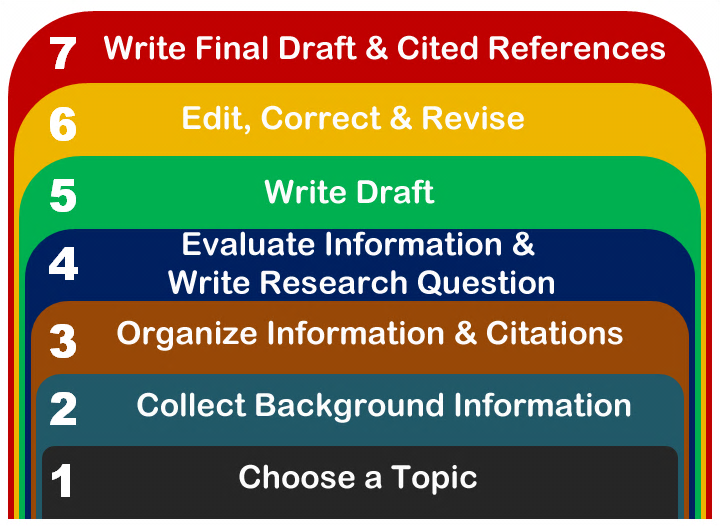 7 Write Final Draft & Cited References
6 Edit, Correct & Revise
5 Write Draft
4 Evaluate Information &
Write Research Question
3 Organize Information & Citations
2 Collect Background Information
1 Choose a Topic